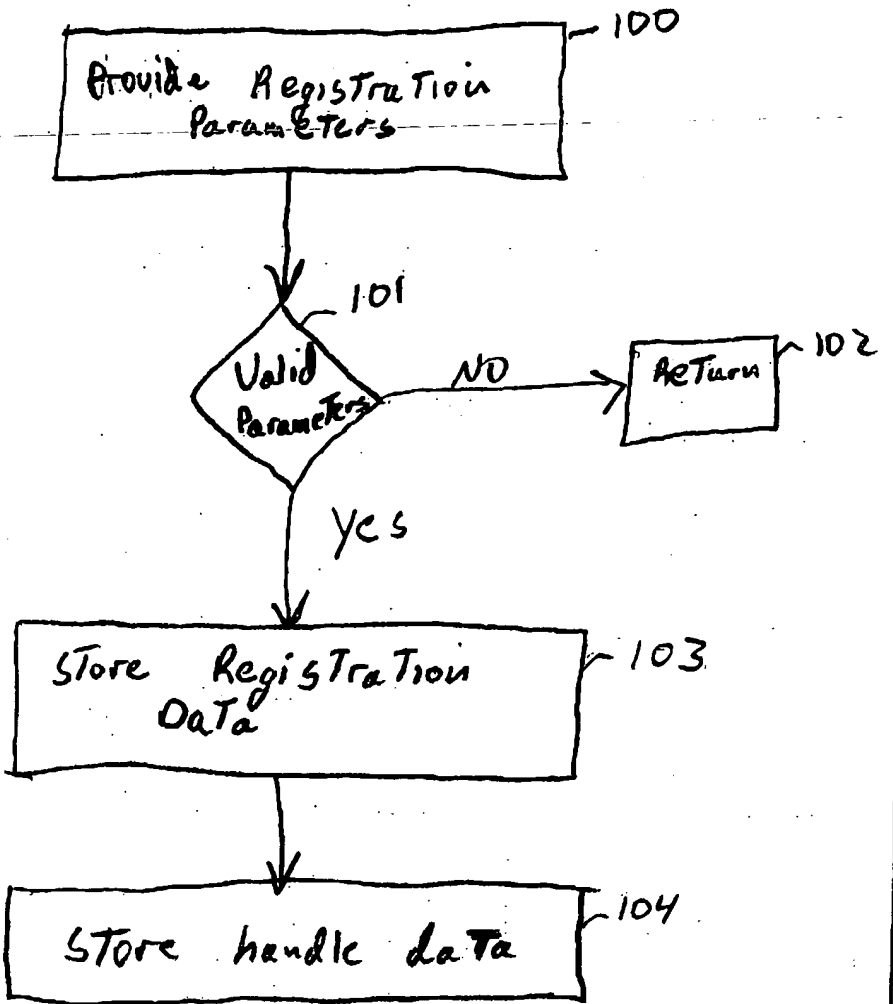 100
Provide Registration
Parameters
101
Valid
Parameters
NO
Return
102
Yes
Store Registration
Data
103
Store handle data
104